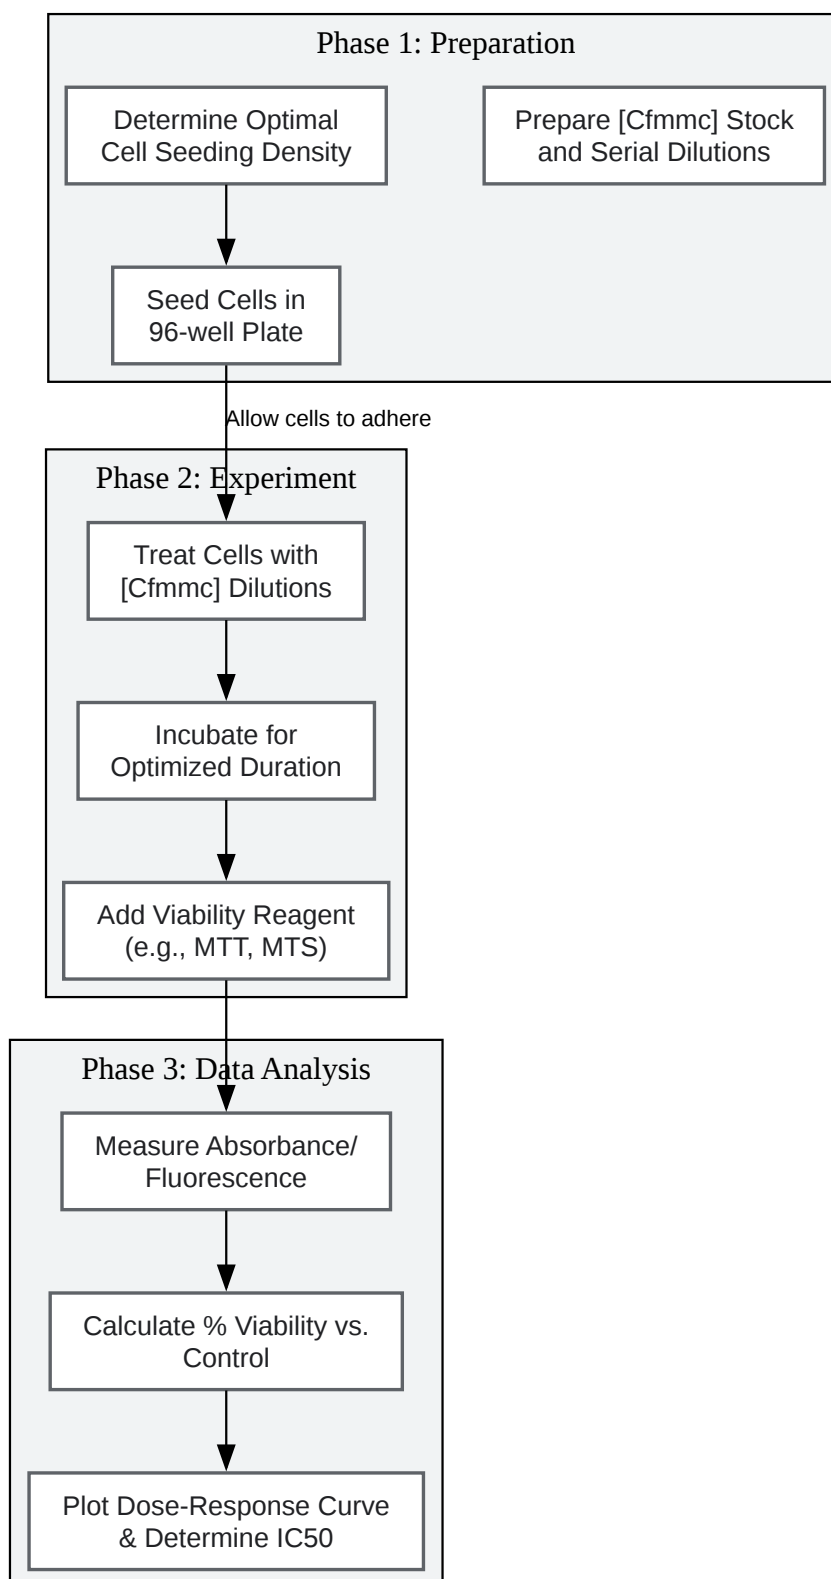 Phase 1: Preparation
Determine Optimal
Cell Seeding Density
Prepare [Cfmmc] Stock
and Serial Dilutions
Seed Cells in
96-well Plate
Allow cells to adhere
Phase 2: Experiment
Treat Cells with
[Cfmmc] Dilutions
Incubate for
Optimized Duration
Add Viability Reagent
(e.g., MTT, MTS)
Phase 3: Data Analysis
Measure Absorbance/
Fluorescence
Calculate % Viability vs.
Control
Plot Dose-Response Curve
& Determine IC50